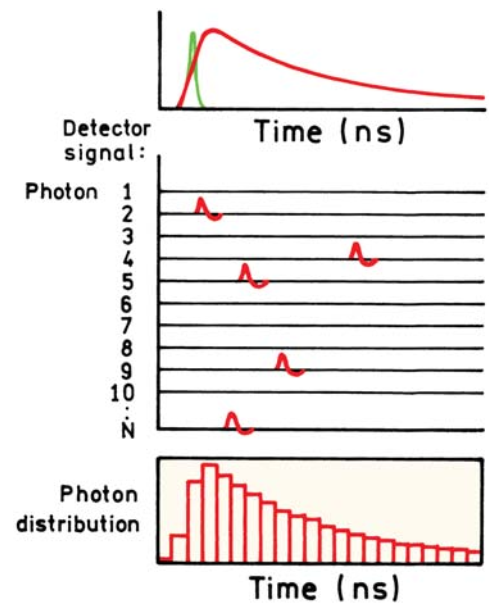 Time (ns)
Detector
signal:
Photon 1
2
3
4
5
6
7
8
9
10
:
N
Photon
distribution
Time (ns)